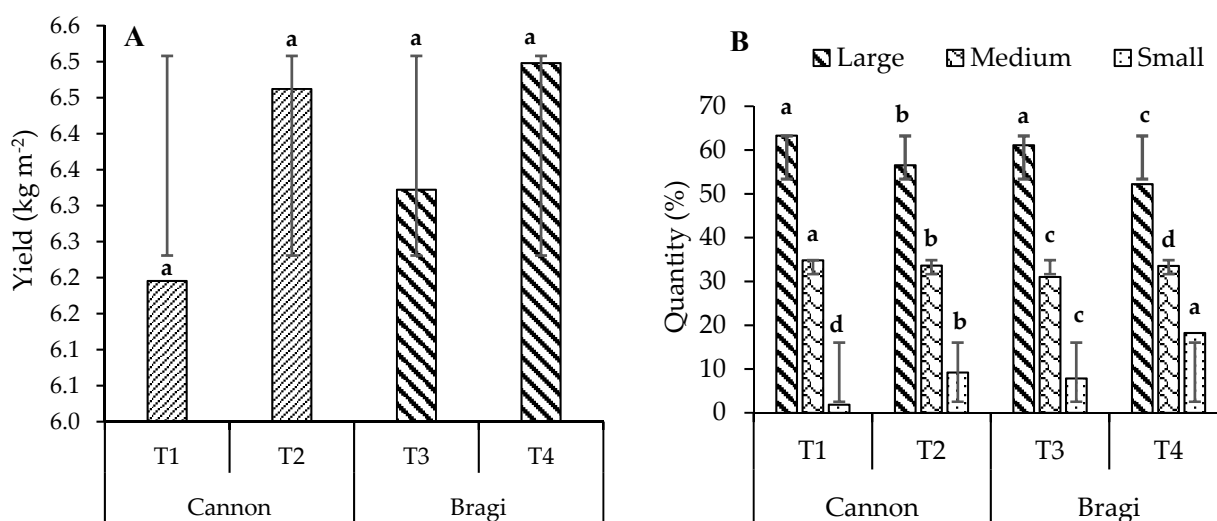 A
Yield (kg m⁻²)
6.6
6.5
6.5
6.4
6.4
6.3
6.3
6.2
6.2
6.1
6.1
6.0
a
a
a
a
T1 T2 T3 T4
Cannon Bragi
B
Large Medium Small
Quantity (%)
70
60
50
40
30
20
10
0
a a d
b b b
a c c
c d a
T1 T2 T3 T4
Cannon Bragi